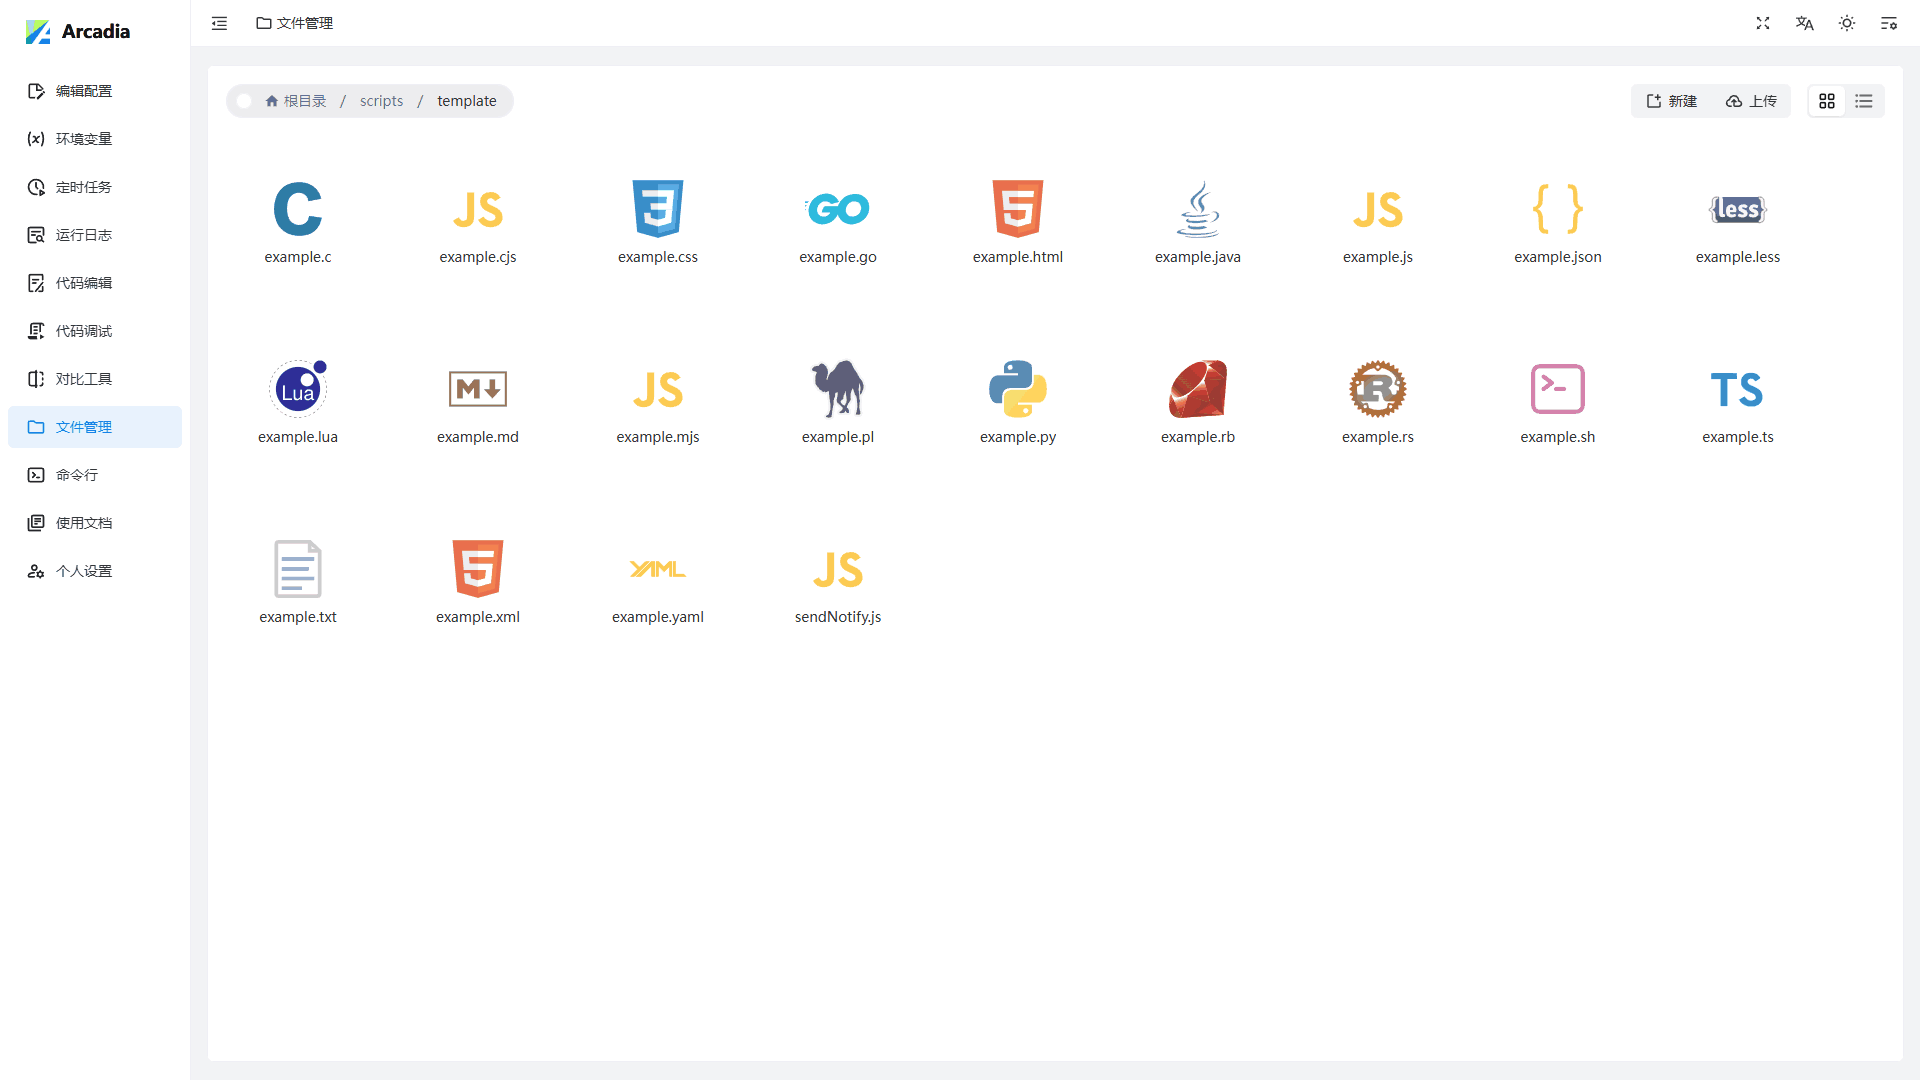 Arcadia
编辑配置
环境变量
定时任务
运行日志
代码编辑
代码调试
对比工具
文件管理
命令行
使用文档
个人设置
文件管理
根目录 / scripts / template
新建 上传
C JS 3 GO 5 JS { } {less}
example.c example.cjs example.css example.go example.html example.java example.js example.json example.less
Lua M JS R >- TS
example.lua example.md example.mjs example.pl example.py example.rb example.rs example.sh example.ts
5 YAML JS
example.txt example.xml example.yaml sendNotify.js